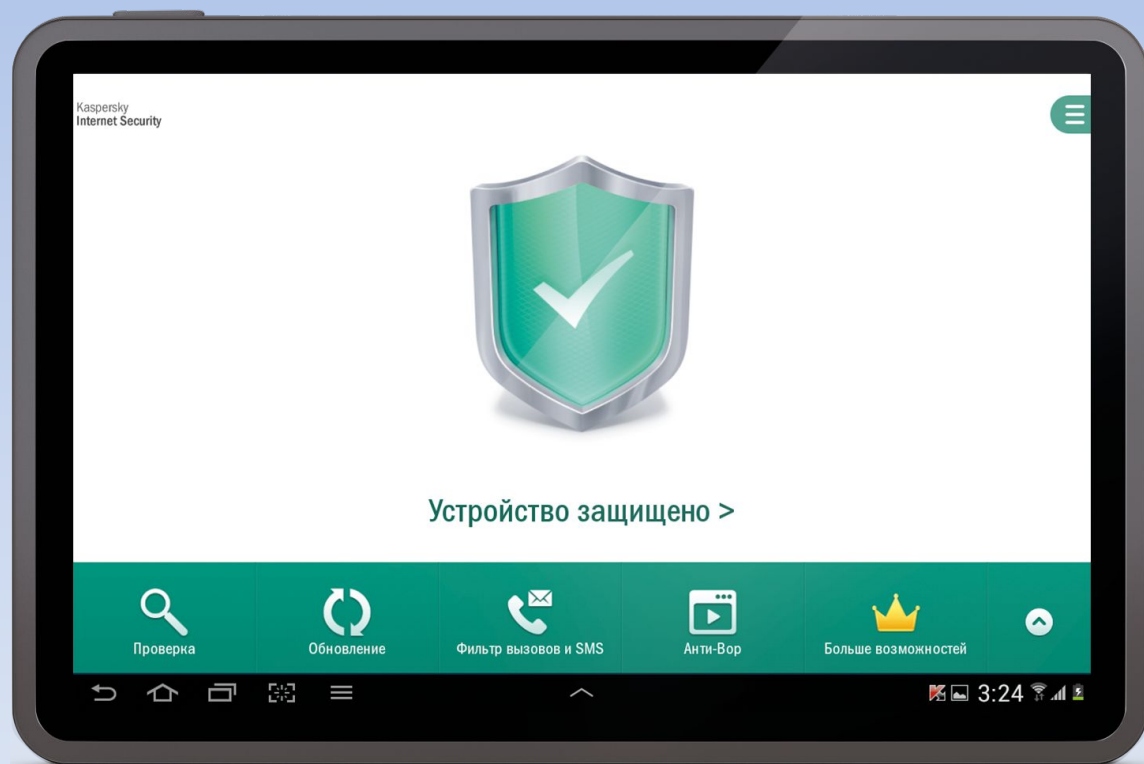 Kaspersky
Internet Security
Устройство защищено >
Проверка
Обновление
Фильтр вызовов и SMS
Анти-Вор
Больше возможностей
3:24